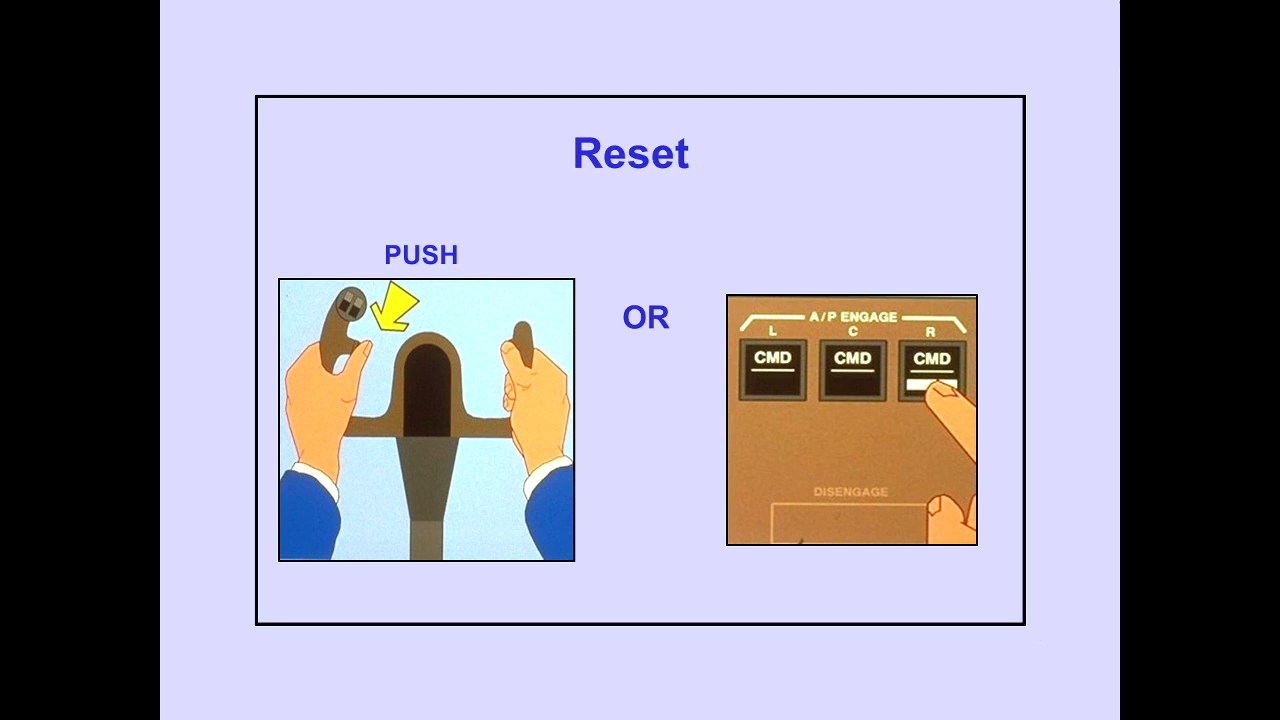 Reset
PUSH
OR
A/P ENGAGE
L C R
CMD CMD CMD
DISENGAGE